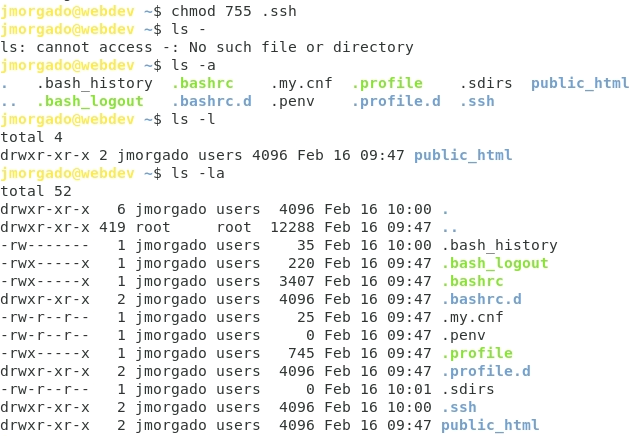 jmorgado@webdev ~$ chmod 755 .ssh
jmorgado@webdev ~$ ls -
ls: cannot access -: No such file or directory
jmorgado@webdev ~$ ls -a
.   .bash_history  .bashrc    .my.cnf  .profile    .sdirs  public_html
..  .bash_logout   .bashrc.d  .penv    .profile.d  .ssh
jmorgado@webdev ~$ ls -l
total 4
drwxr-xr-x 2 jmorgado users 4096 Feb 16 09:47 public_html
jmorgado@webdev ~$ ls -la
total 52
drwxr-xr-x   6 jmorgado users  4096 Feb 16 10:00 .
drwxr-xr-x 419 root     root  12288 Feb 16 09:47 ..
-rw-------   1 jmorgado users    35 Feb 16 10:00 .bash_history
-rwx-----x   1 jmorgado users   220 Feb 16 09:47 .bash_logout
-rwx-----x   1 jmorgado users  3407 Feb 16 09:47 .bashrc
drwxr-xr-x   2 jmorgado users  4096 Feb 16 09:47 .bashrc.d
-rw-r--r--   1 jmorgado users    25 Feb 16 09:47 .my.cnf
-rw-r--r--   1 jmorgado users     0 Feb 16 09:47 .penv
-rwx-----x   1 jmorgado users   745 Feb 16 09:47 .profile
drwxr-xr-x   2 jmorgado users  4096 Feb 16 09:47 .profile.d
-rw-r--r--   1 jmorgado users     0 Feb 16 10:01 .sdirs
drwxr-xr-x   2 jmorgado users  4096 Feb 16 10:00 .ssh
drwxr-xr-x   2 jmorgado users  4096 Feb 16 09:47 public_html